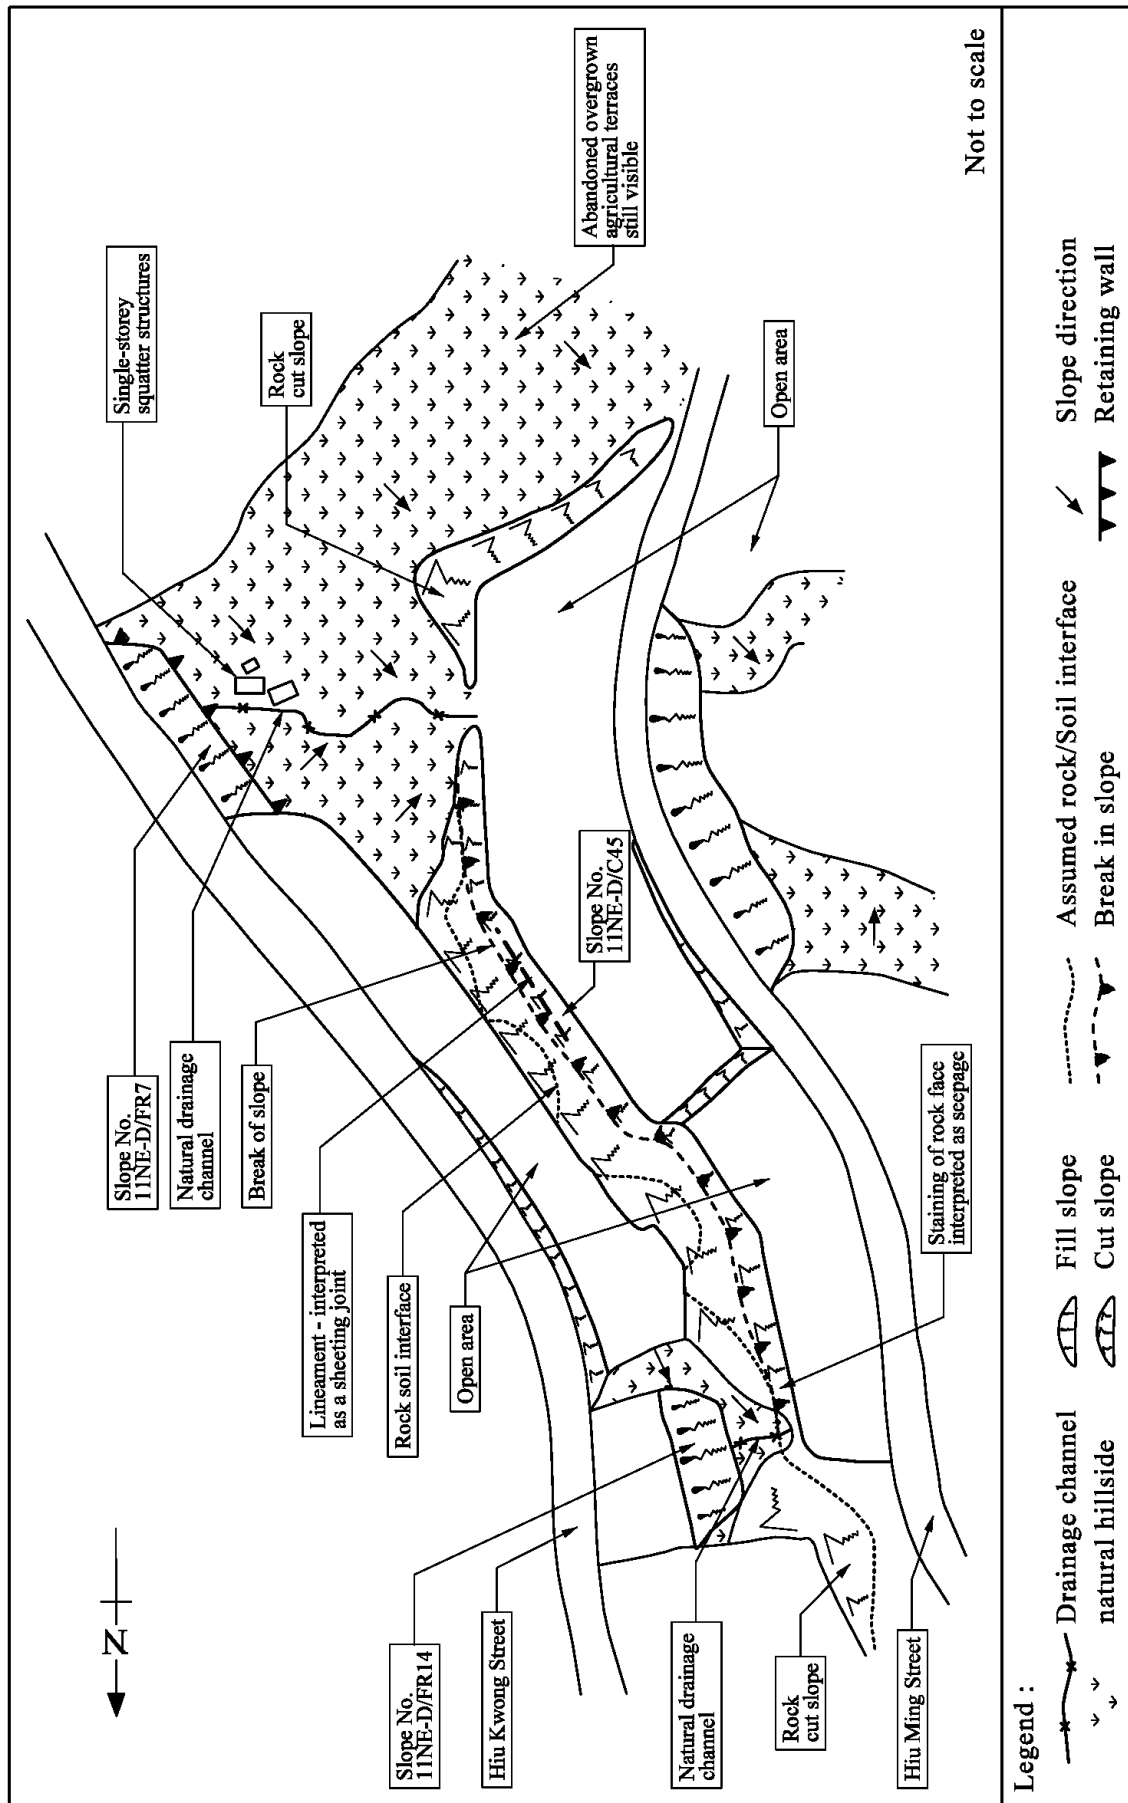 N
Slope No.
11NE-D/FR14
Hiu Kwong Street
Lineament - interpreted
as a sheeting joint
Rock soil interface
Open area
Slope No.
11NE-D/FR7
Natural drainage
channel
Break of slope
Single-storey
squatter structures
Rock
cut slope
Abandoned overgrown
agricultural terraces
still visible
Slope No.
11NE-D/C45
Open area
Natural drainage
channel
Rock
cut slope
Hiu Ming Street
Staining of rock face
interpreted as seepage
Not to scale
Legend :
Drainage channel
natural hillside
Fill slope
Cut slope
Assumed rock/Soil interface
Break in slope
Slope direction
Retaining wall